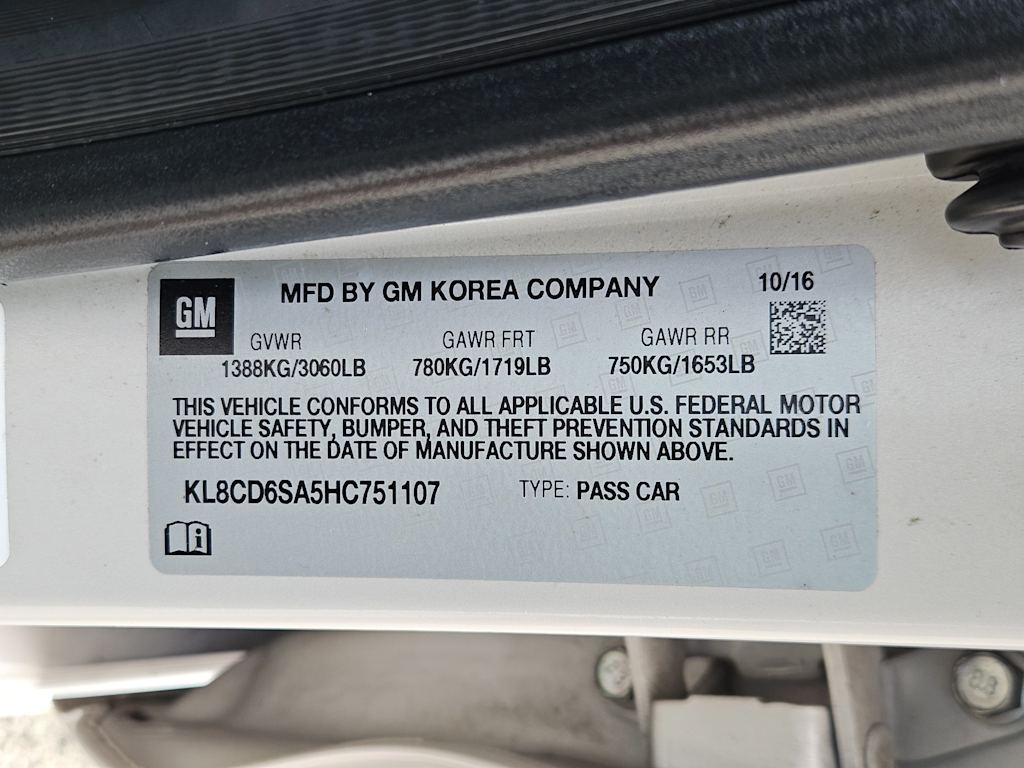 GM
MFD BY GM KOREA COMPANY
10/16
GVWR GAWR FRT GAWR RR
1388KG/3060LB 780KG/1719LB 750KG/1653LB
THIS VEHICLE CONFORMS TO ALL APPLICABLE U.S. FEDERAL MOTOR
VEHICLE SAFETY, BUMPER, AND THEFT PREVENTION STANDARDS IN
EFFECT ON THE DATE OF MANUFACTURE SHOWN ABOVE.
KL8CD6SA5HC751107 TYPE: PASS CAR
i
8.8